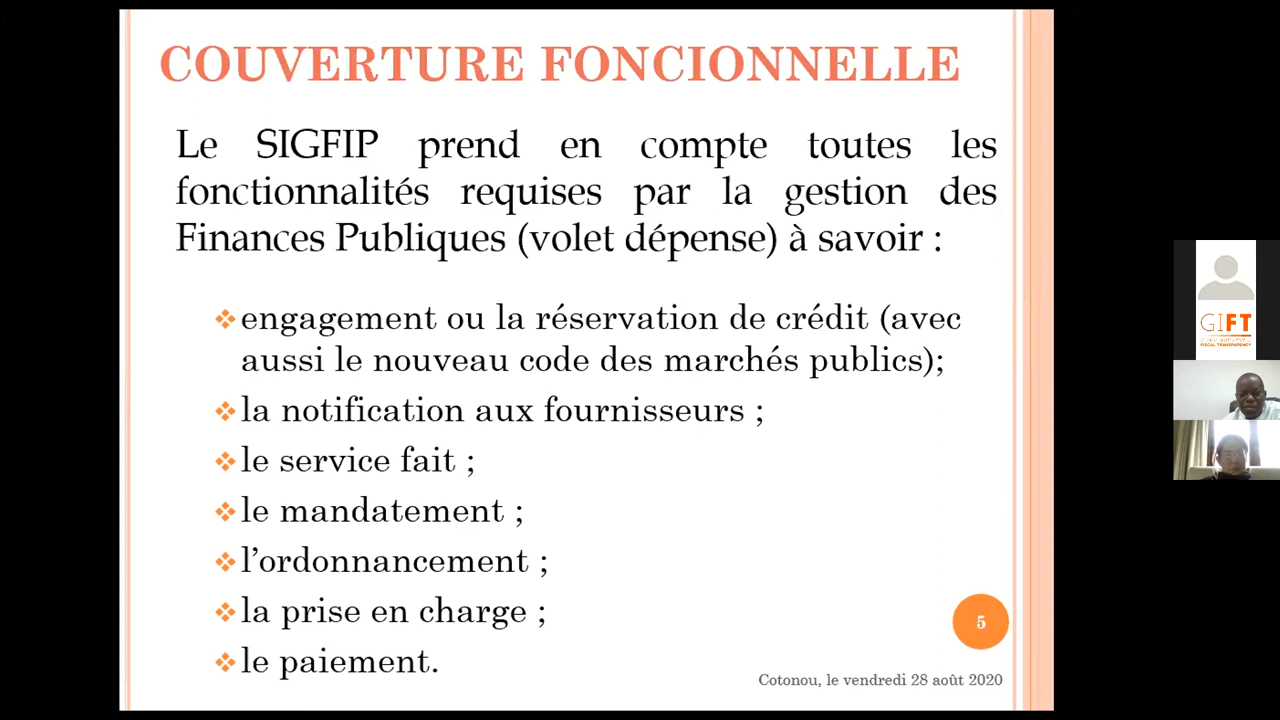 COUVERTURE FONCIONNELLE
Le SIGFIP prend en compte toutes les
fonctionnalités requises par la gestion des
Finances Publiques (volet dépense) à savoir :
engagement ou la réservation de crédit (avec
aussi le nouveau code des marchés publics);
la notification aux fournisseurs ;
le service fait ;
le mandatement ;
l’ordonnancement ;
la prise en charge ;
le paiement.
5
Cotonou, le vendredi 28 août 2020
GIFT
FISCAL TRANSPARENCY